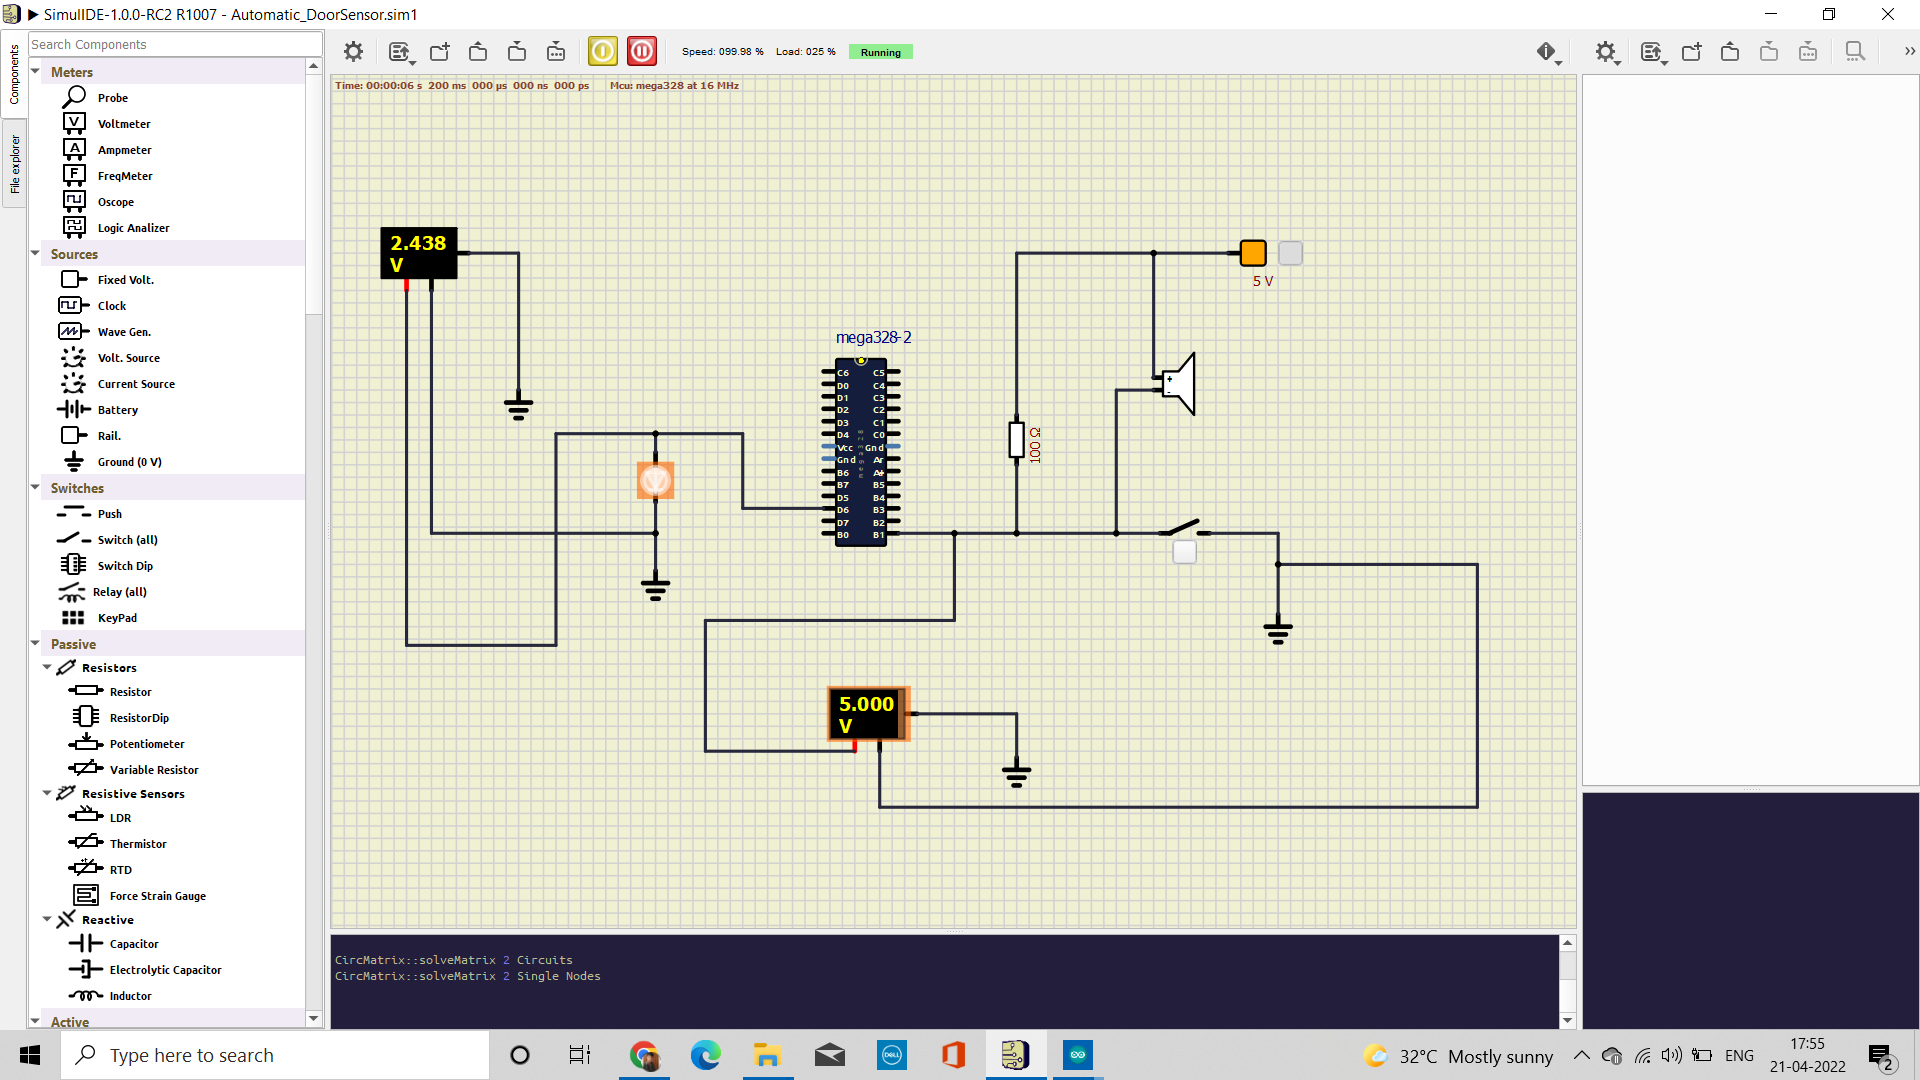 SimulIDE-1.0.0-RC2 R1007 - Automatic_DoorSensor.sim1
Components
File explorer
Search Components
Speed: 099.98 %
Load: 025 %
Running
Time: 00:00:06 s 200 ms 000 µs 000 ns 000 ps
Mcu: mega328 at 16 MHz
Meters
Probe
V
Voltmeter
A
Ampmeter
F
FreqMeter
Oscope
Logic Analizer
Sources
Fixed Volt.
Clock
Wave Gen.
Volt. Source
Current Source
Battery
Rail.
Ground (0 V)
Switches
Push
Switch (all)
Switch Dip
Relay (all)
KeyPad
Passive
Resistors
Resistor
ResistorDip
Potentiometer
Variable Resistor
Resistive Sensors
LDR
Thermistor
RTD
Force Strain Gauge
Reactive
Capacitor
Electrolytic Capacitor
Inductor
Active
2.438
V
5 V
mega328-2
C6 C5
D0 C4
D1 C3
D2 C2
D3 C1
D4 C0
Vcc Gnd
Gnd Ar
B6 A+
B7 B5
D5 B4
D6 B3
D7 B2
B0 B1
mega328
100 Ω
+
-
5.000
V
CircMatrix::solveMatrix 2 Circuits
CircMatrix::solveMatrix 2 Single Nodes
Type here to search
DELL
32°C Mostly sunny
ENG
17:55
21-04-2022
2